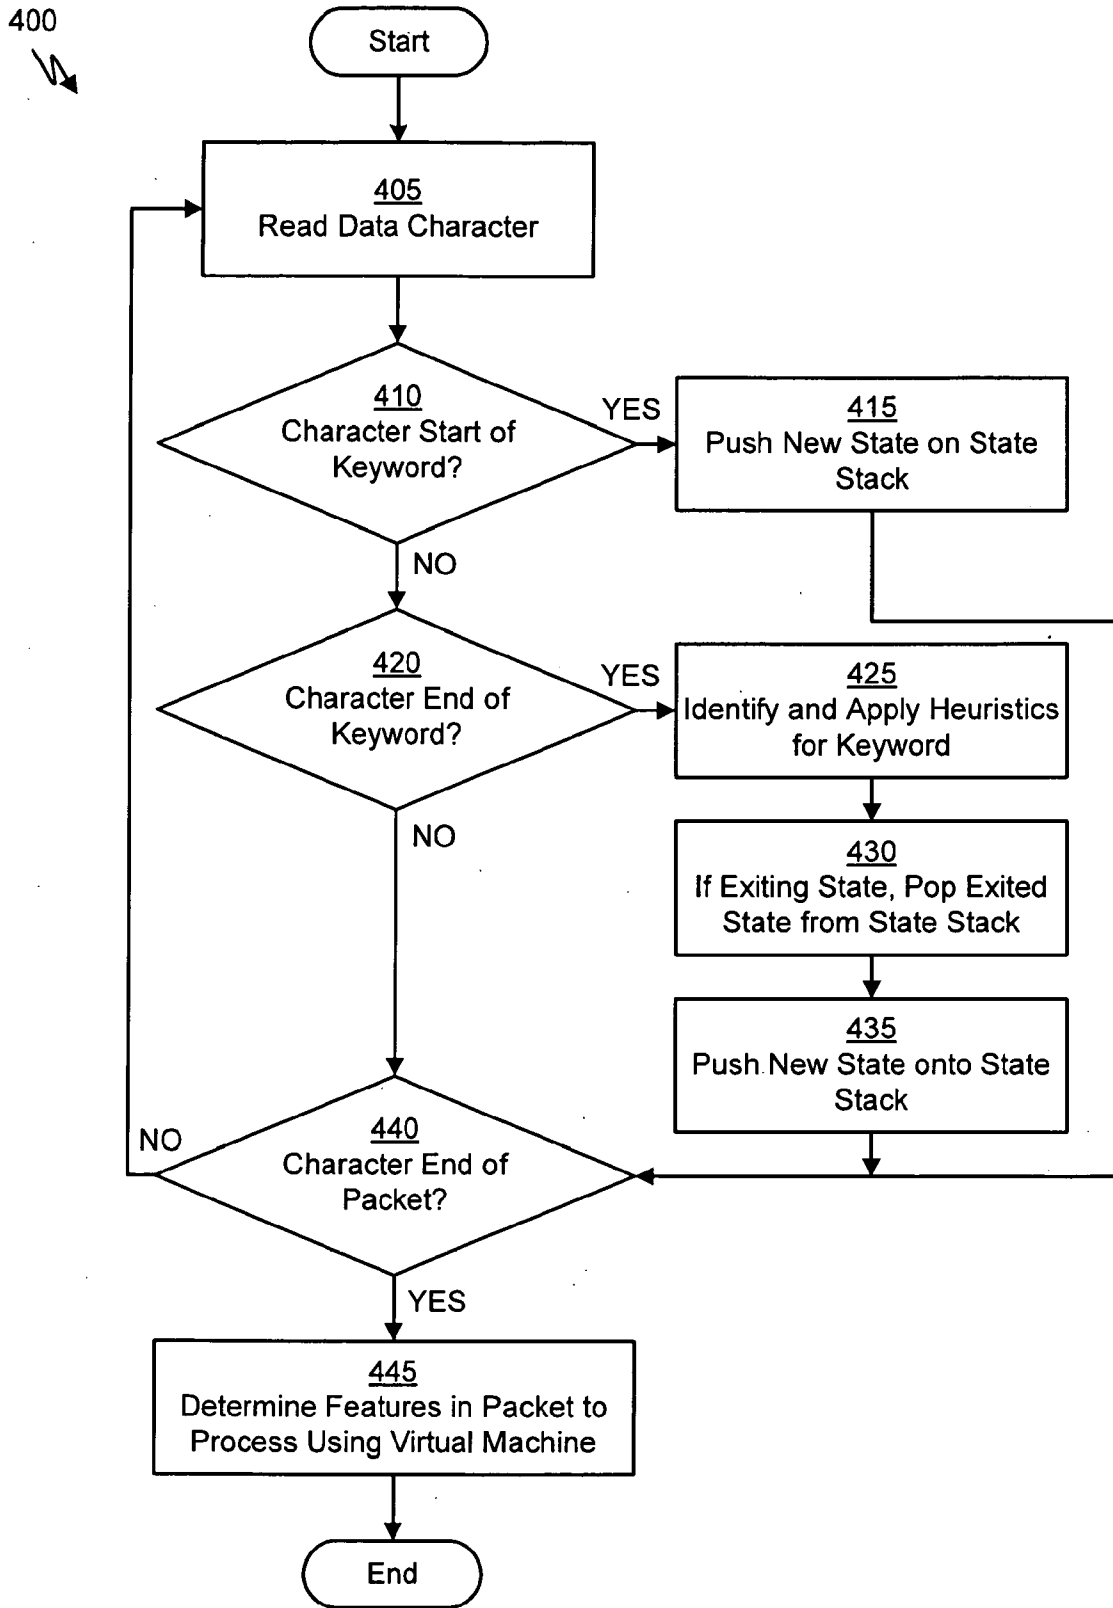 400
Start
405
Read Data Character
410
Character Start of
Keyword?
YES
415
Push New State on State
Stack
NO
420
Character End of
Keyword?
YES
425
Identify and Apply Heuristics
for Keyword
NO
430
If Exiting State, Pop Exited
State from State Stack
435
Push New State onto State
Stack
440
Character End of
Packet?
NO
YES
445
Determine Features in Packet to
Process Using Virtual Machine
End